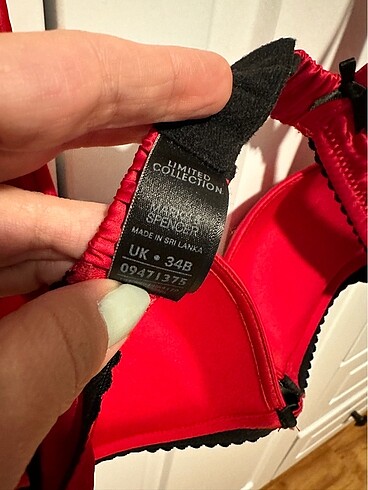 LIMITED
COLLECTION
MARKS &
SPENCER
MADE IN SRI LANKA
UK • 34B
09471375